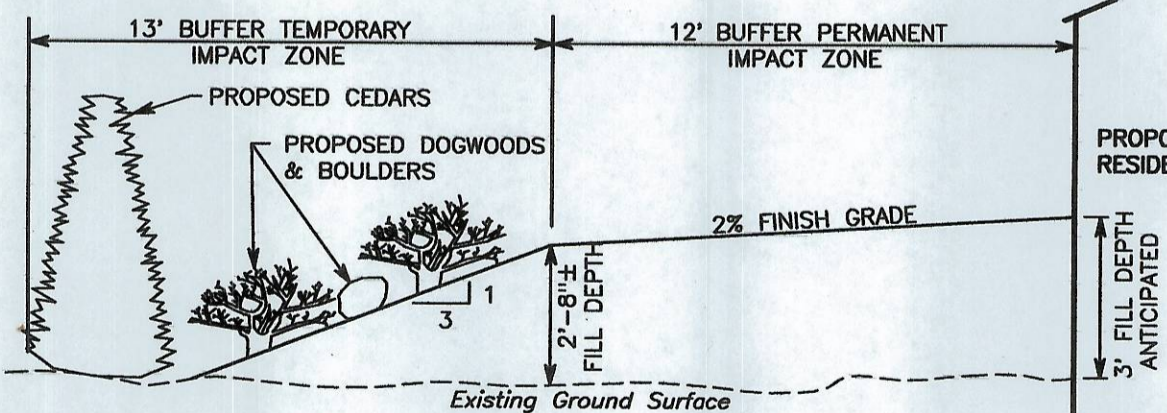 13' BUFFER TEMPORARY
IMPACT ZONE
12' BUFFER PERMANENT
IMPACT ZONE
PROPOSED CEDARS
PROPOSED DOGWOODS
& BOULDERS
2% FINISH GRADE
1
3
2'-8"±
FILL DEPTH
3' FILL DEPTH
ANTICIPATED
Existing Ground Surface